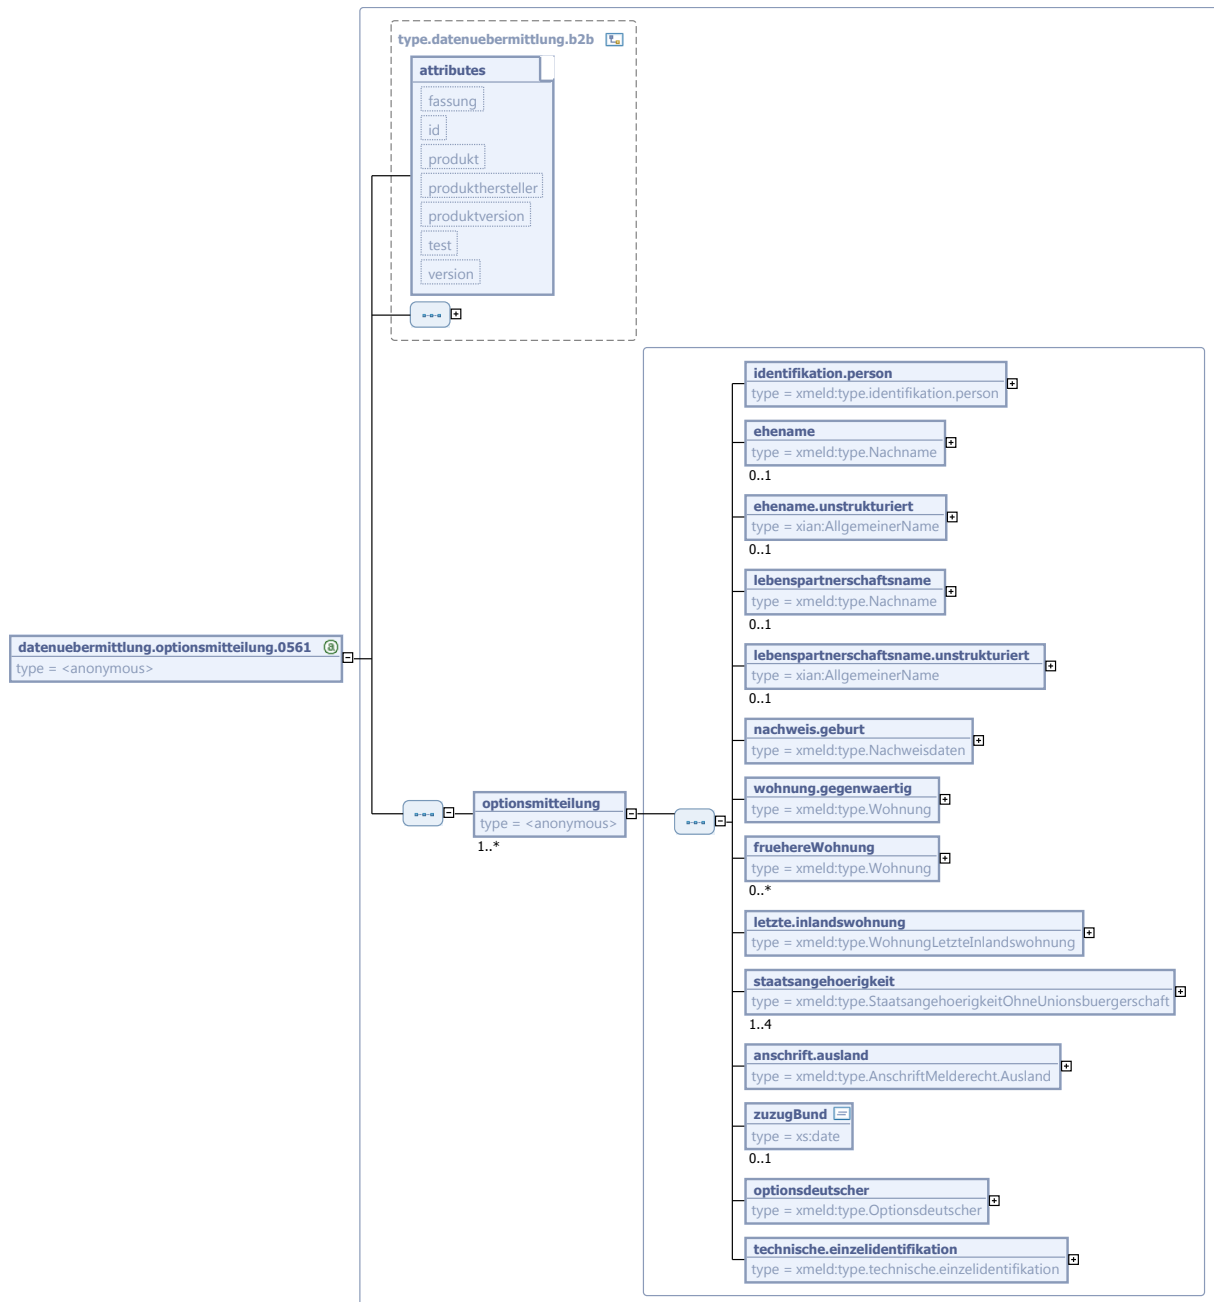 type.datenuebermittlung.b2b
attributes
fassung
id
produkt
produkthersteller
produktversion
test
version
identifikation.person
type = xmeld:type.identifikation.person
ehename
type = xmeld:type.Nachname
0..1
ehename.unstrukturiert
type = xian:AllgemeinerName
0..1
lebenspartnerschaftsname
type = xmeld:type.Nachname
0..1
datenuebermittlung.optionsmitteilung.0561 a
type = <anonymous>
lebenspartnerschaftsname.unstrukturiert
type = xian:AllgemeinerName
0..1
nachweis.geburt
type = xmeld:type.Nachweisdaten
optionsmitteilung
type = <anonymous>
1..*
wohnung.gegenwaertig
type = xmeld:type.Wohnung
fruehereWohnung
type = xmeld:type.Wohnung
0..*
letzte.inlandswohnung
type = xmeld:type.WohnungLetzteInlandswohnung
staatsangehoerigkeit
type = xmeld:type.StaatsangehoerigkeitOhneUnionsbuergerschaft
1..4
anschrift.ausland
type = xmeld:type.AnschriftMelderecht.Ausland
zuzugBund
type = xs:date
0..1
optionsdeutscher
type = xmeld:type.Optionsdeutscher
technische.einzelidentifikation
type = xmeld:type.technische.einzelidentifikation